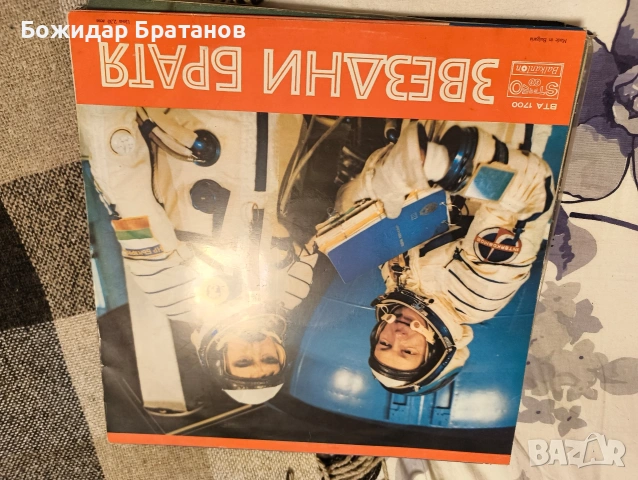 Божидар Братанов
Made in Bulgaria
ЗВЕЗДНИ БРАТЯ
STEREO
Balkanton
ВТА 1700
BAZAR